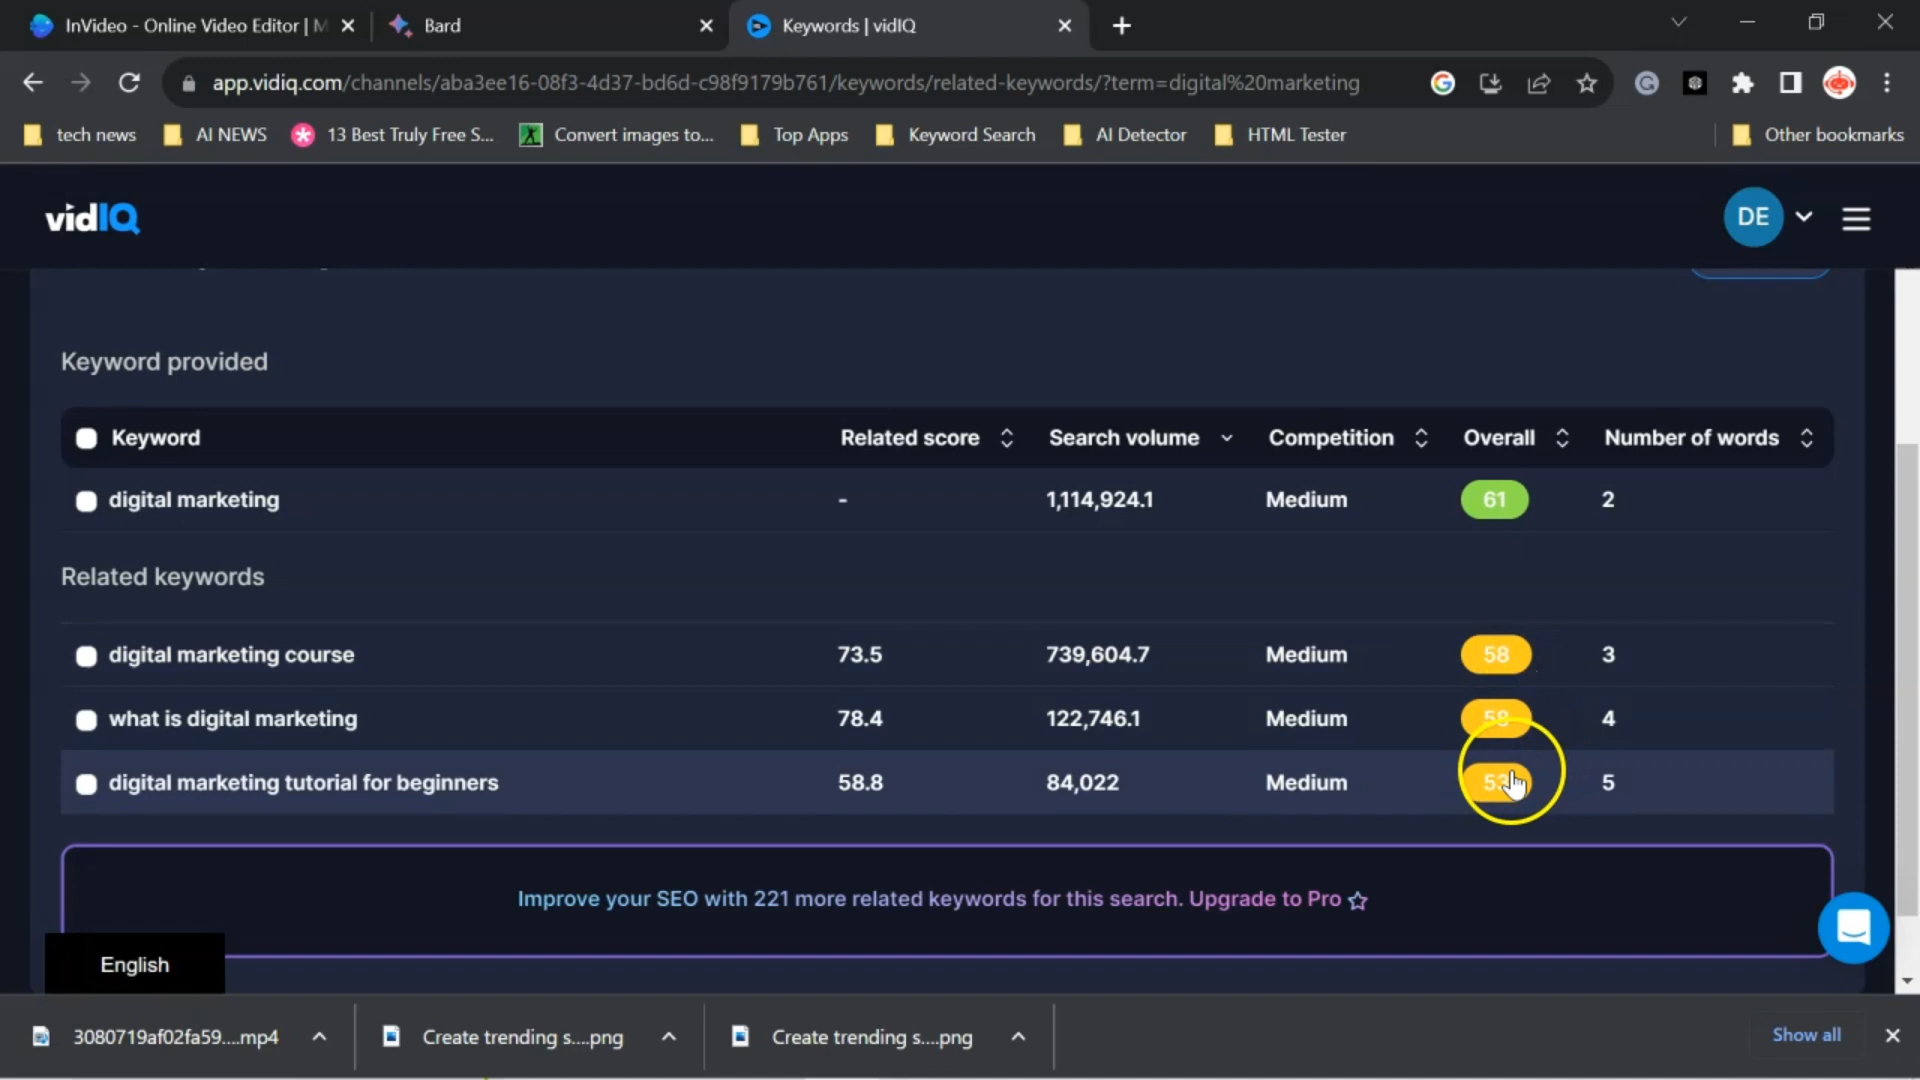 InVideo - Online Video Editor | M
Bard
Keywords | vidIQ
app.vidiq.com/channels/aba3ee16-08f3-4d37-bd6d-c98f9179b761/keywords/related-keywords/?term=digital%20marketing
tech news
AI NEWS
13 Best Truly Free S...
Convert images to...
Top Apps
Keyword Search
AI Detector
HTML Tester
Other bookmarks
vidIQ
DE
Keyword provided
Keyword Related score Search volume Competition Overall Number of words
digital marketing - 1,114,924.1 Medium 61 2
Related keywords
digital marketing course 73.5 739,604.7 Medium 58 3
what is digital marketing 78.4 122,746.1 Medium 58 4
digital marketing tutorial for beginners 58.8 84,022 Medium 53 5
Improve your SEO with 221 more related keywords for this search. Upgrade to Pro
English
3080719af02fa59....mp4
Create trending s....png
Create trending s....png
Show all